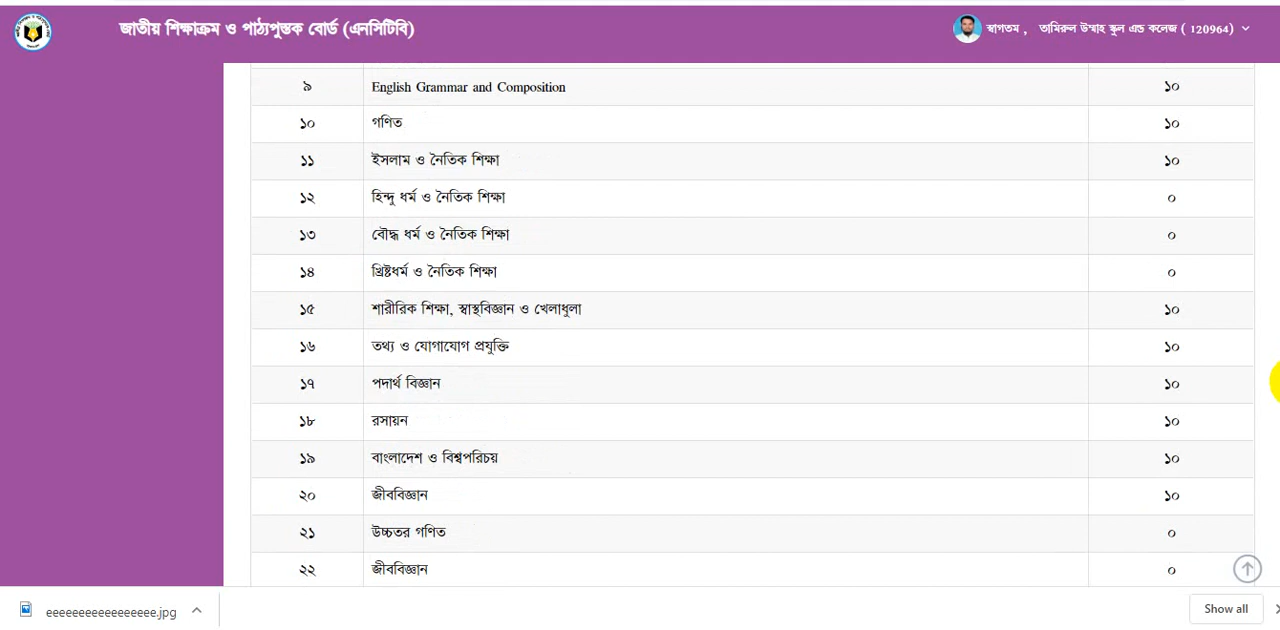 জাতীয় শিক্ষাক্রম ও পাঠ্যপুস্তক বোর্ড (এনসিটিবি)
স্বাগতম , তামিরুল উম্মাহ স্কুল এন্ড কলেজ ( 120964)
৯ English Grammar and Composition ১০
১০ গণিত ১০
১১ ইসলাম ও নৈতিক শিক্ষা ১০
১২ হিন্দু ধর্ম ও নৈতিক শিক্ষা ০
১৩ বৌদ্ধ ধর্ম ও নৈতিক শিক্ষা ০
১৪ খ্রিষ্টধর্ম ও নৈতিক শিক্ষা ০
১৫ শারীরিক শিক্ষা, স্বাস্থবিজ্ঞান ও খেলাধুলা ১০
১৬ তথ্য ও যোগাযোগ প্রযুক্তি ১০
১৭ পদার্থ বিজ্ঞান ১০
১৮ রসায়ন ১০
১৯ বাংলাদেশ ও বিশ্বপরিচয় ১০
২০ জীববিজ্ঞান ১০
২১ উচ্চতর গণিত ০
২২ জীববিজ্ঞান ০
eeeeeeeeeeeeeeeee.jpg Show all